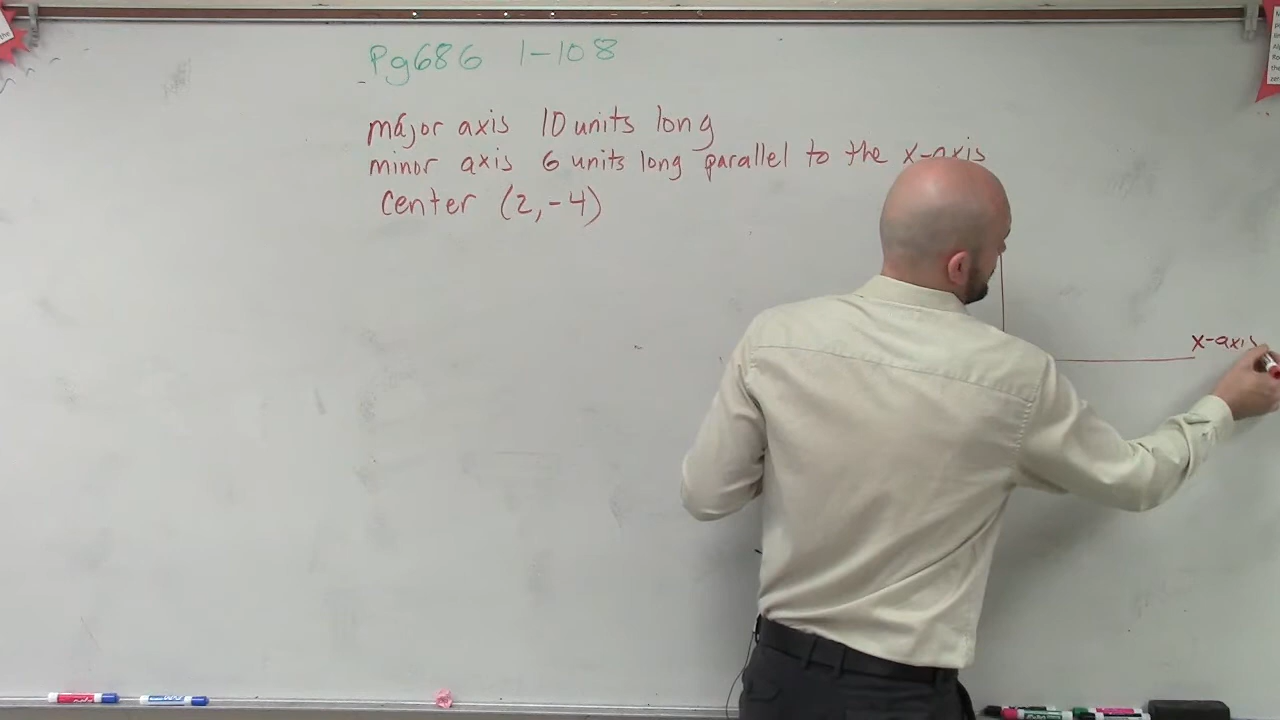 Pg686 1-108
major axis 10 units long
minor axis 6 units long parallel to the x-axis
center (2,-4)
x-axis